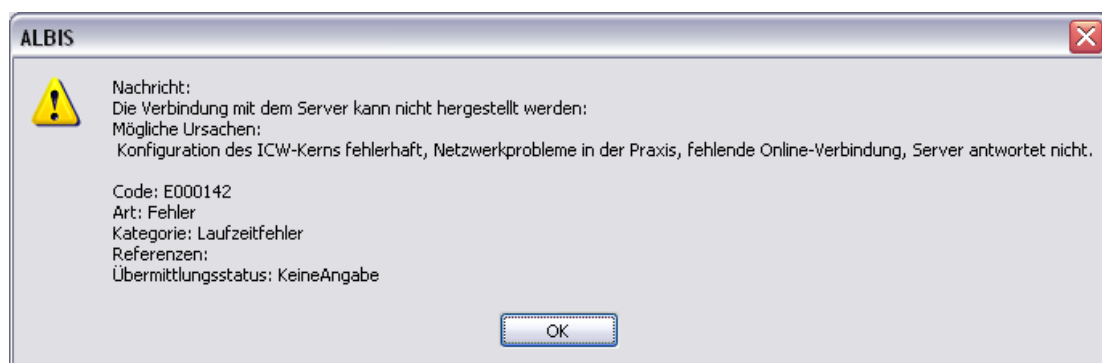 ALBIS
Nachricht:
Die Verbindung mit dem Server kann nicht hergestellt werden:
Mögliche Ursachen:
Konfiguration des ICW-Kerns fehlerhaft, Netzwerkprobleme in der Praxis, fehlende Online-Verbindung, Server antwortet nicht.
Code: E000142
Art: Fehler
Kategorie: Laufzeitfehler
Referenzen:
Übermittlungsstatus: KeineAngabe
OK